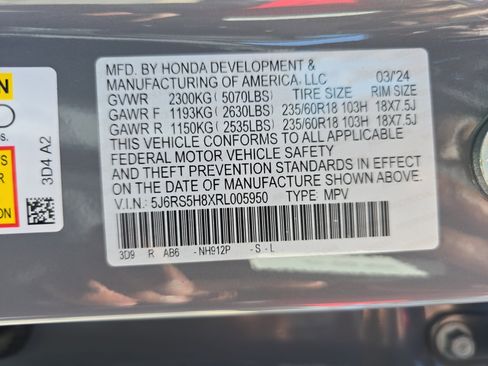 MFD. BY HONDA DEVELOPMENT &
MANUFACTURING OF AMERICA, LLC 03/'24
GVWR 2300KG(5070LBS) TIRE SIZE RIM SIZE
GAWR F 1193KG(2630LBS) 235/60R18 103H 18X7.5J
GAWR R 1150KG(2535LBS) 235/60R18 103H 18X7.5J
THIS VEHICLE CONFORMS TO ALL APPLICABLE
FEDERAL MOTOR VEHICLE SAFETY
AND THEFT PREVENTION STANDARDS IN EFFECT
ON THE DATE OF MANUFACTURE SHOWN ABOVE.
V.I.N.: 5J6RS5H8XRL005950 TYPE: MPV
3D9 R AB6 -NH912P -S-L
3D4 A2